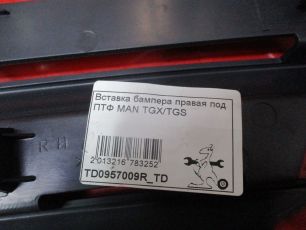 Вставка бампера правая под
ПТФ MAN TGX/TGS
R H
2 013216 783252
TD0957009R_TD